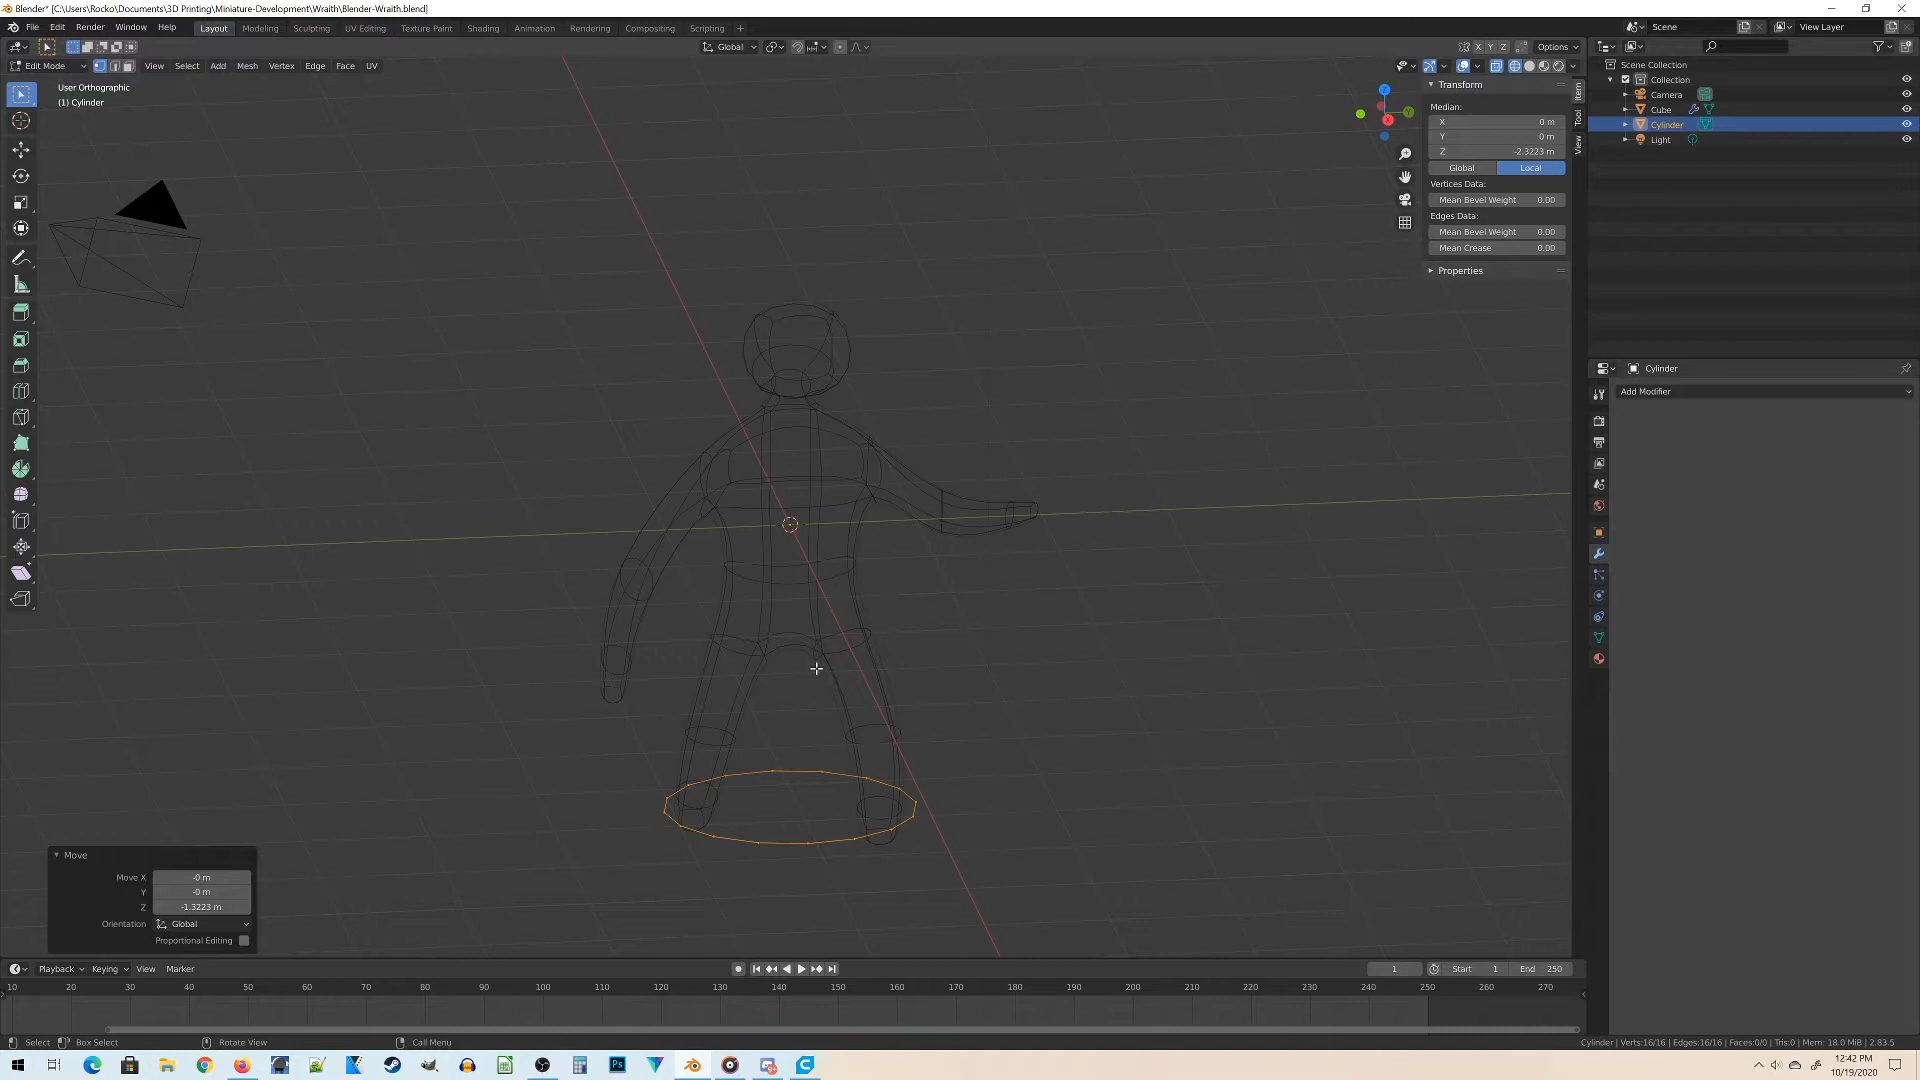 Blender* [C:\Users\Rocko\Documents\3D Printing\Miniature-Development\Wraith\Blender-Wraith.blend]
File Edit Render Window Help Layout Modeling Sculpting UV Editing Texture Paint Shading Animation Rendering Compositing Scripting + Scene View Layer
Global X Y Z Options
Edit Mode View Select Add Mesh Vertex Edge Face UV
User Orthographic
(1) Cylinder
Transform
Median:
X 0 m
Y 0 m
Z -2.3223 m
Global Local
Vertices Data:
Mean Bevel Weight 0.00
Edges Data:
Mean Bevel Weight 0.00
Mean Crease 0.00
Properties
Item
Tool
View
Z
Y
X
Scene Collection
Collection
Camera
Cube
Cylinder
Light
Cylinder
Add Modifier
Move
Move X -0 m
Y -0 m
Z -1.3223 m
Orientation Global
Proportional Editing
Playback Keying View Marker 1 Start 1 End 250
10 20 30 40 50 60 70 80 90 100 110 120 130 140 150 160 170 180 190 200 210 220 230 240 250 260 270
Select Box Select Rotate View Call Menu Cylinder | Verts:16/16 | Edges:16/16 | Faces:0/0 | Tris:0 | Mem: 18.0 MiB | 2.83.5
Ps
12:42 PM
10/19/2020